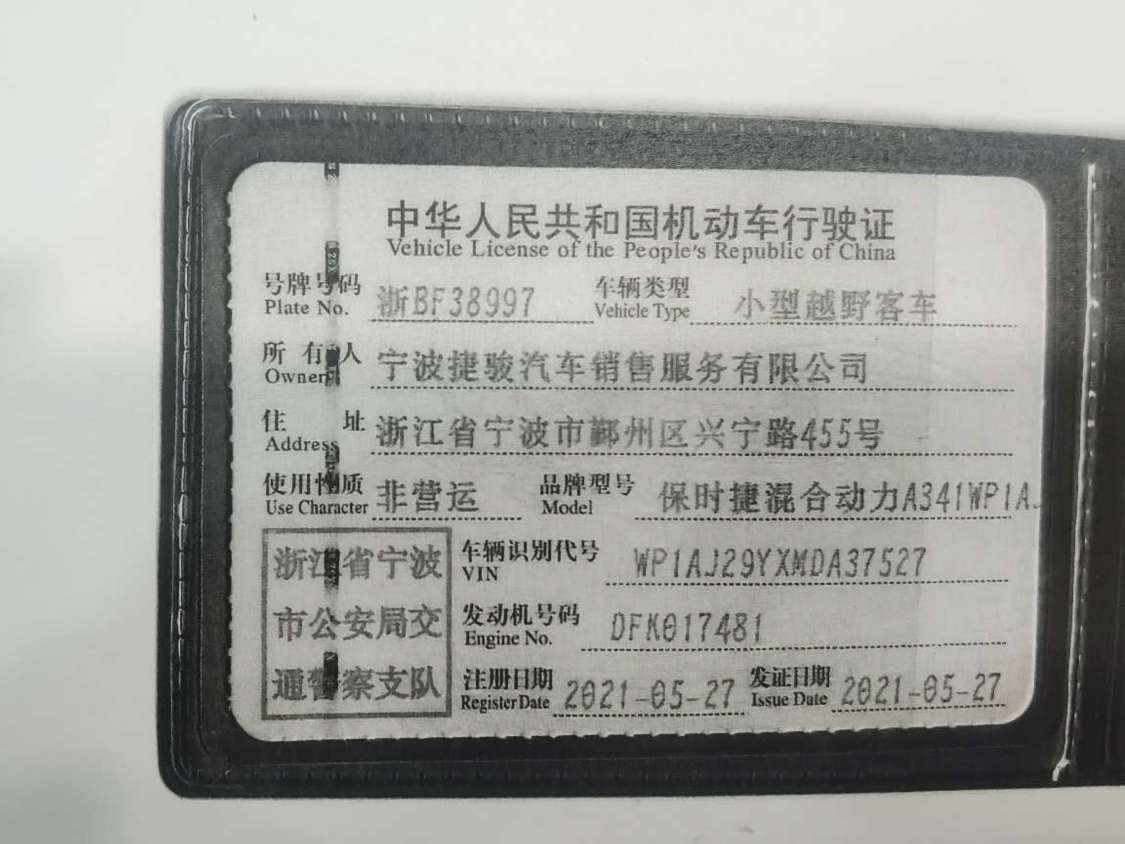 中华人民共和国机动车行驶证
Vehicle License of the People's Republic of China
号牌号码 浙BF38997 车辆类型 小型越野客车
Plate No. Vehicle Type
所有人 宁波捷骏汽车销售服务有限公司
Owner
住址 浙江省宁波市鄞州区兴宁路455号
Address
使用性质 非营运 品牌型号 保时捷混合动力A341WP1AJ
Use Character Model
浙江省宁波 车辆识别代号 WP1AJ29YXMDA37527
VIN
市公安局交 发动机号码 DFK017481
Engine No.
通警察支队 注册日期 2021-05-27 发证日期 2021-05-27
Register Date Issue Date